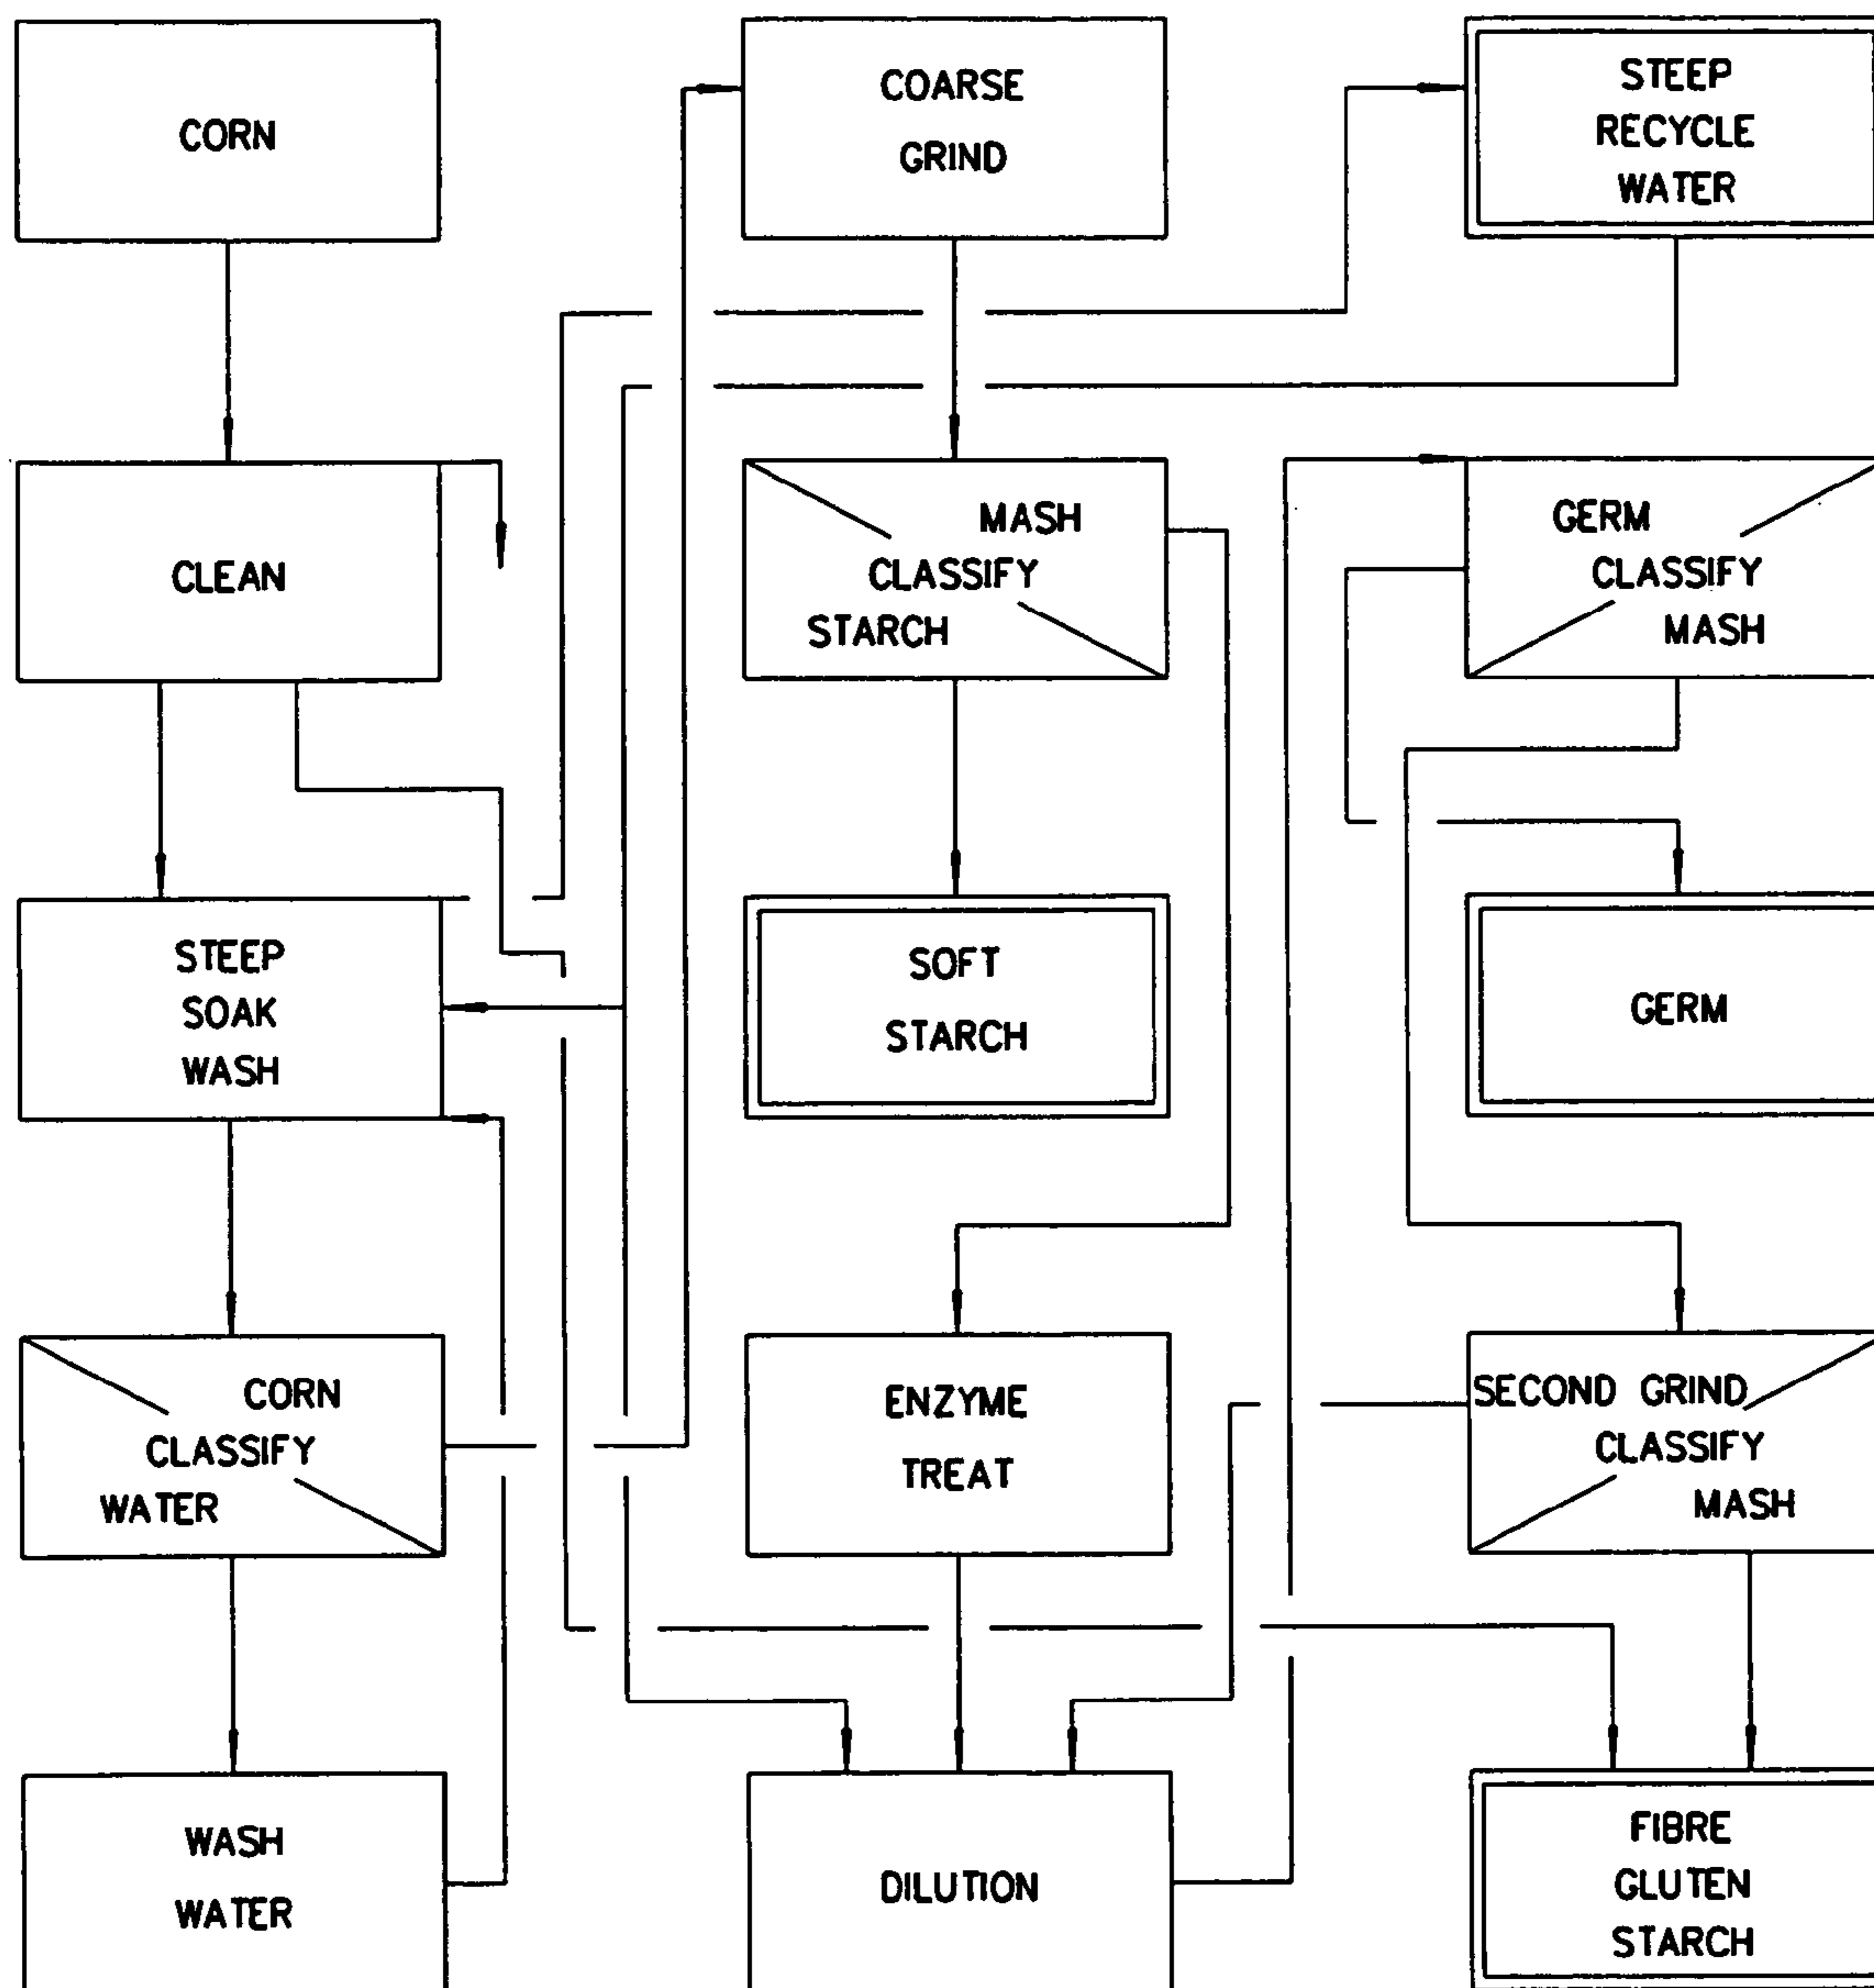 CORN
COARSE
GRIND
STEEP
RECYCLE
WATER
CLEAN
MASH
CLASSIFY
STARCH
GERM
CLASSIFY
MASH
STEEP
SOAK
WASH
SOFT
STARCH
GERM
CORN
CLASSIFY
WATER
ENZYME
TREAT
SECOND GRIND
CLASSIFY
MASH
WASH
WATER
DILUTION
FIBRE
GLUTEN
STARCH